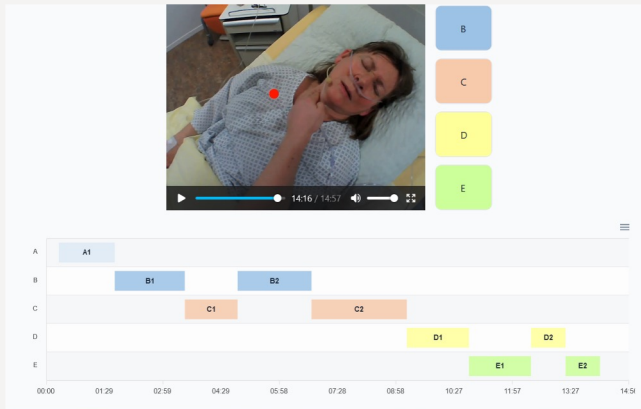 B
C
D
E
14:16 / 14:57
A A1
B B1 B2
C C1 C2
D D1 D2
E E1 E2
00:00 01:29 02:59 04:29 05:58 07:28 08:58 10:27 11:57 13:27